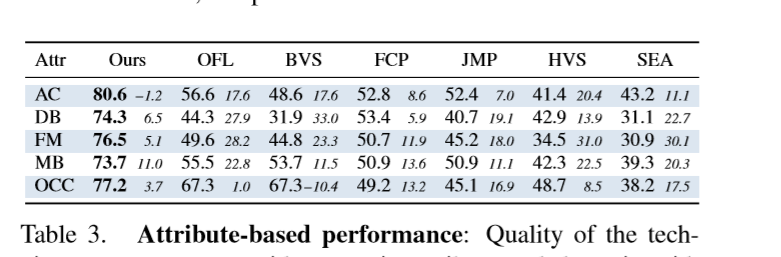 Attr Ours OFL BVS FCP JMP HVS SEA
AC 80.6 –1.2 56.6 17.6 48.6 17.6 52.8 8.6 52.4 7.0 41.4 20.4 43.2 11.1
DB 74.3 6.5 44.3 27.9 31.9 33.0 53.4 5.9 40.7 19.1 42.9 13.9 31.1 22.7
FM 76.5 5.1 49.6 28.2 44.8 23.3 50.7 11.9 45.2 18.0 34.5 31.0 30.9 30.1
MB 73.7 11.0 55.5 22.8 53.7 11.5 50.9 13.6 50.9 11.1 42.3 22.5 39.3 20.3
OCC 77.2 3.7 67.3 1.0 67.3 –10.4 49.2 13.2 45.1 16.9 48.7 8.5 38.2 17.5
Table 3. Attribute-based performance: Quality of the tech-